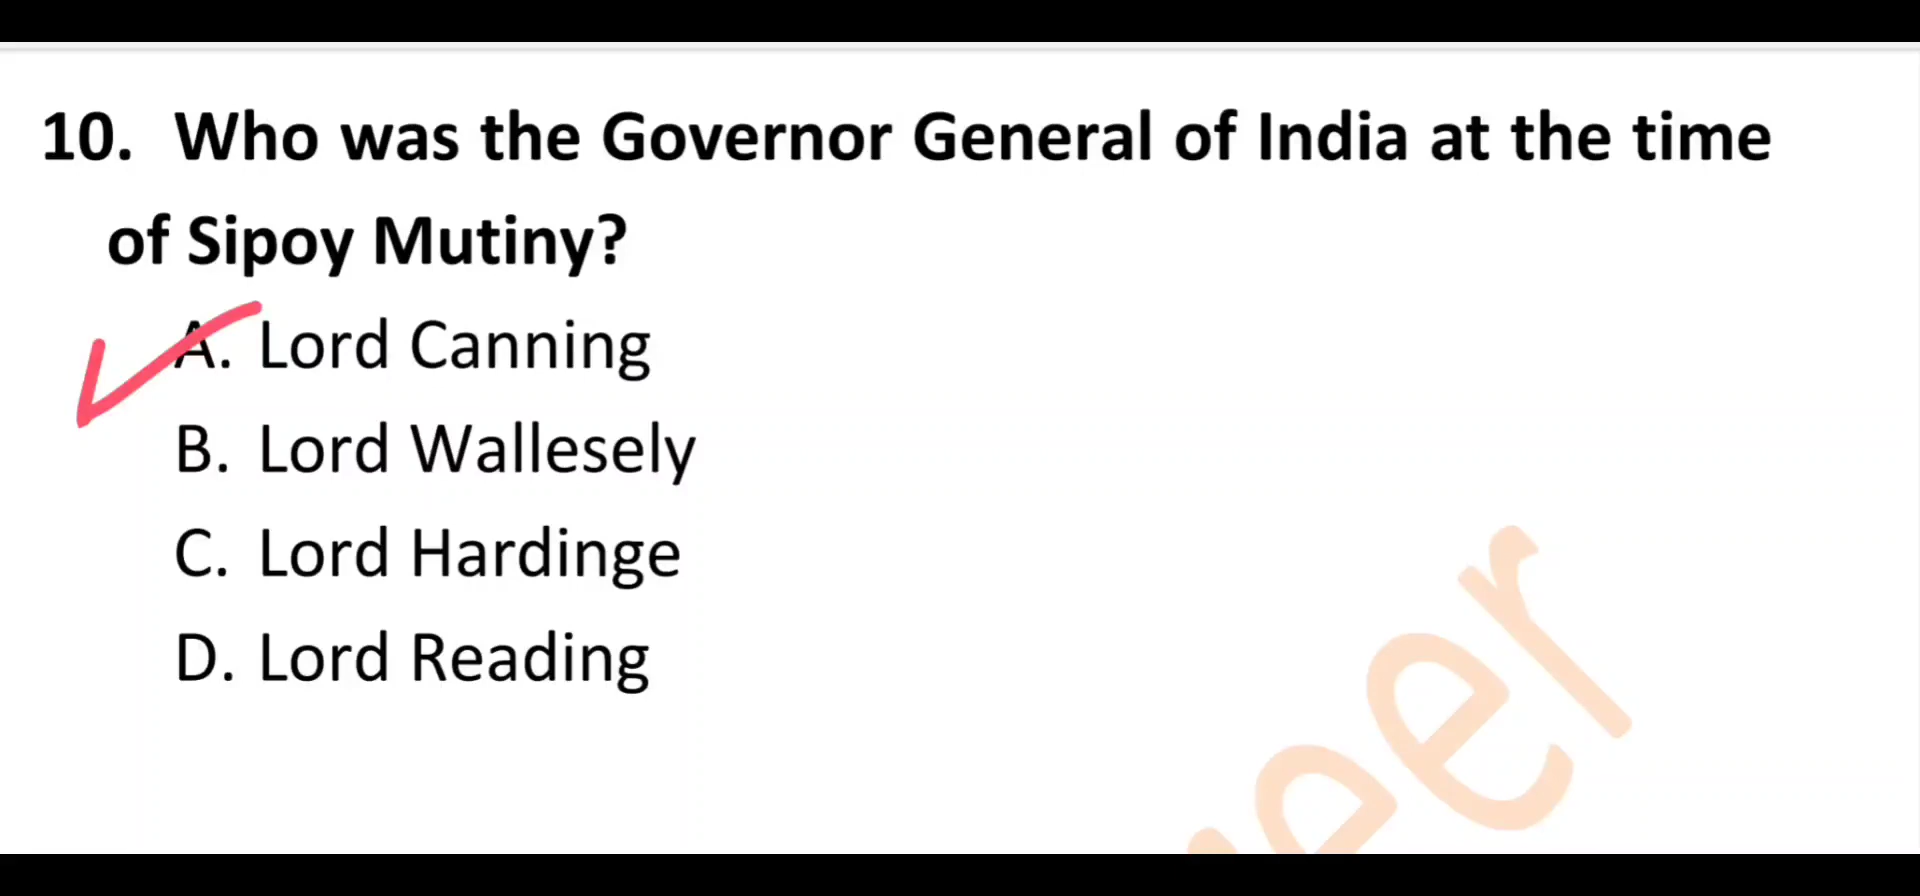 10. Who was the Governor General of India at the time
of Sipoy Mutiny?
A. Lord Canning
B. Lord Wallesely
C. Lord Hardinge
D. Lord Reading
eer